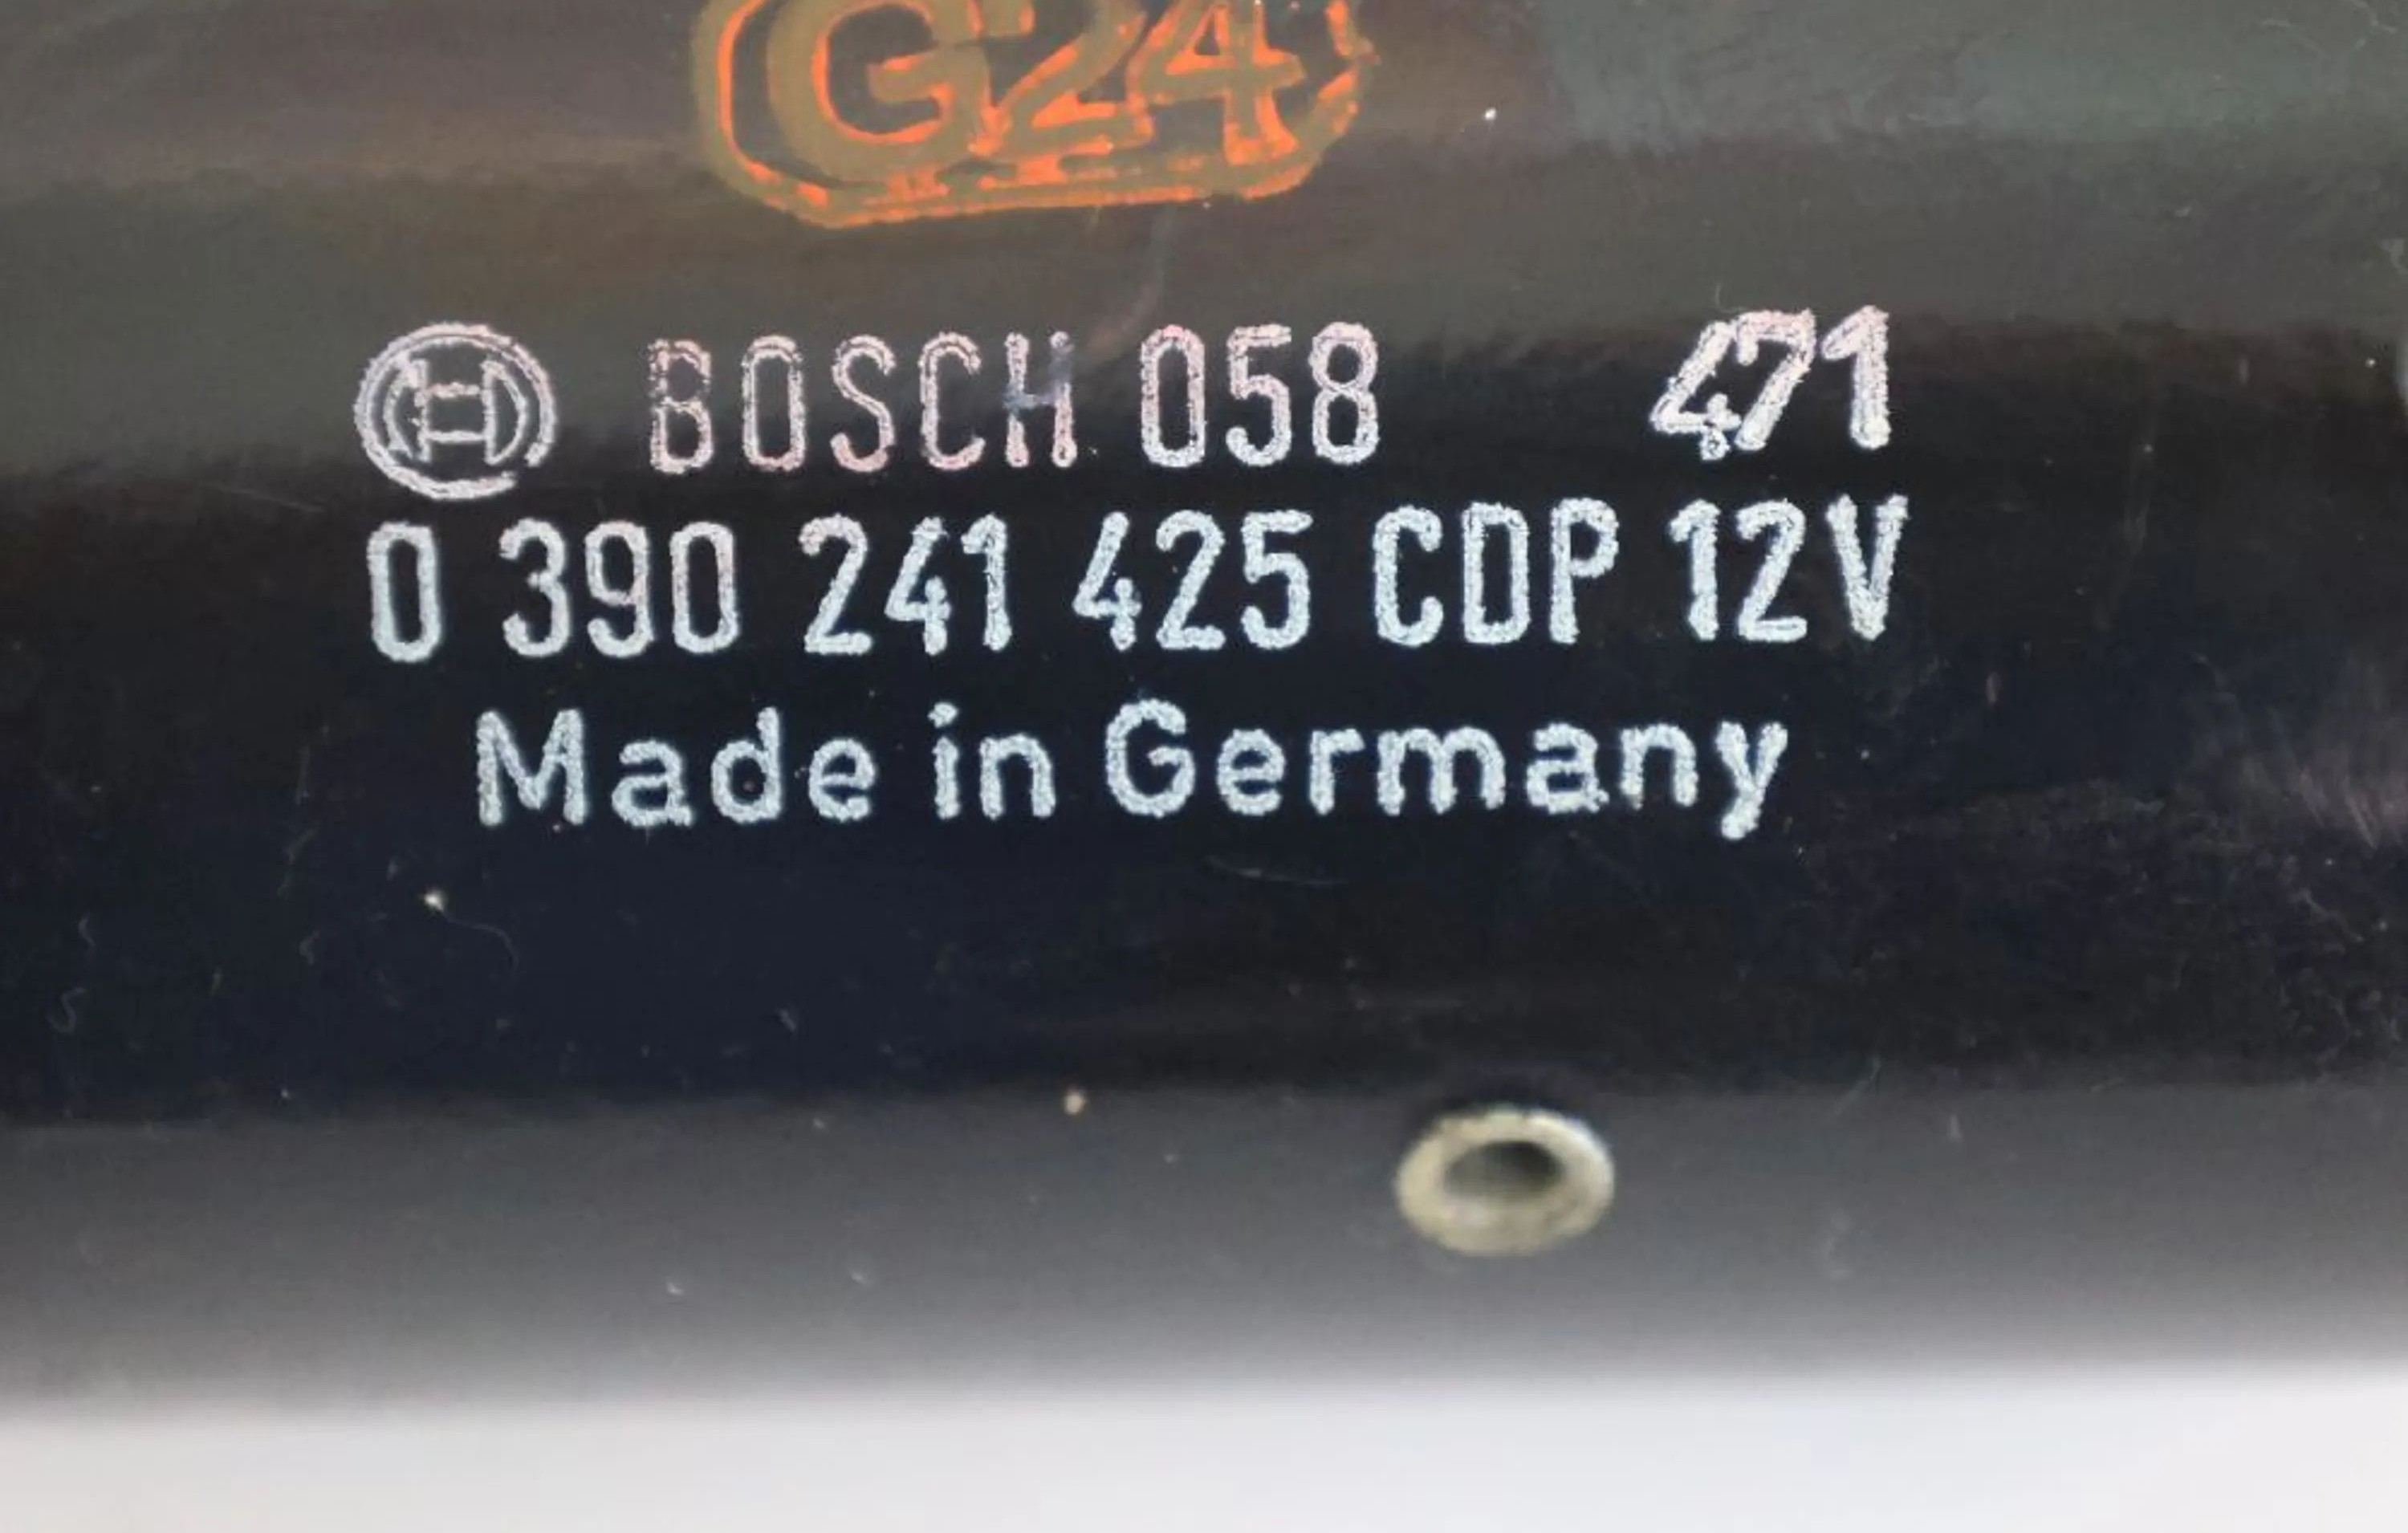 G24
BOSCH 058 471
0 390 241 425 CDP 12V
Made in Germany